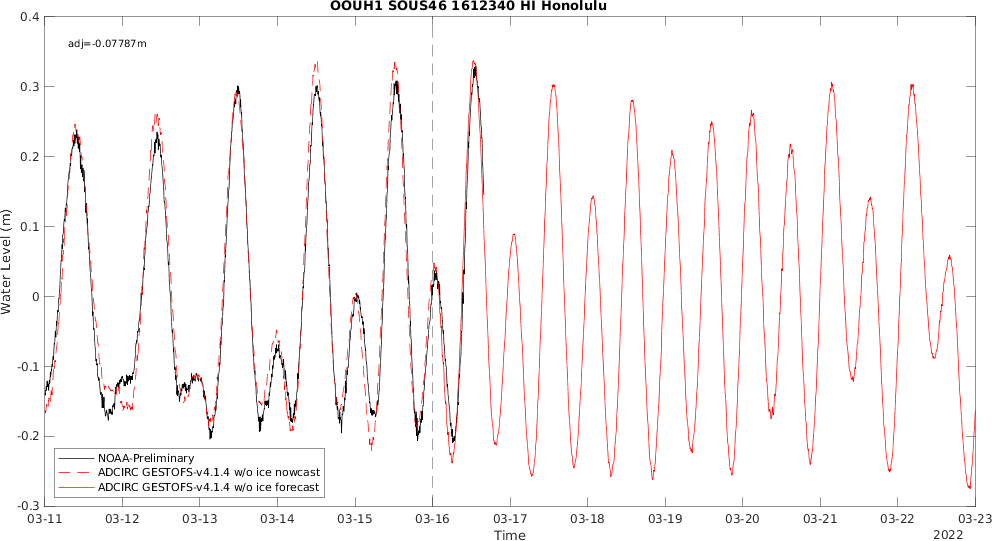 OOUH1 SOUS46 1612340 HI Honolulu
0.4
adj=-0.07787m
0.3
0.2
0.1
0
-0.1
-0.2
-0.3
Water Level (m)
NOAA-Preliminary
ADCIRC GESTOFS-v4.1.4 w/o ice nowcast
ADCIRC GESTOFS-v4.1.4 w/o ice forecast
03-11 03-12 03-13 03-14 03-15 03-16 03-17 03-18 03-19 03-20 03-21 03-22 03-23
Time
2022